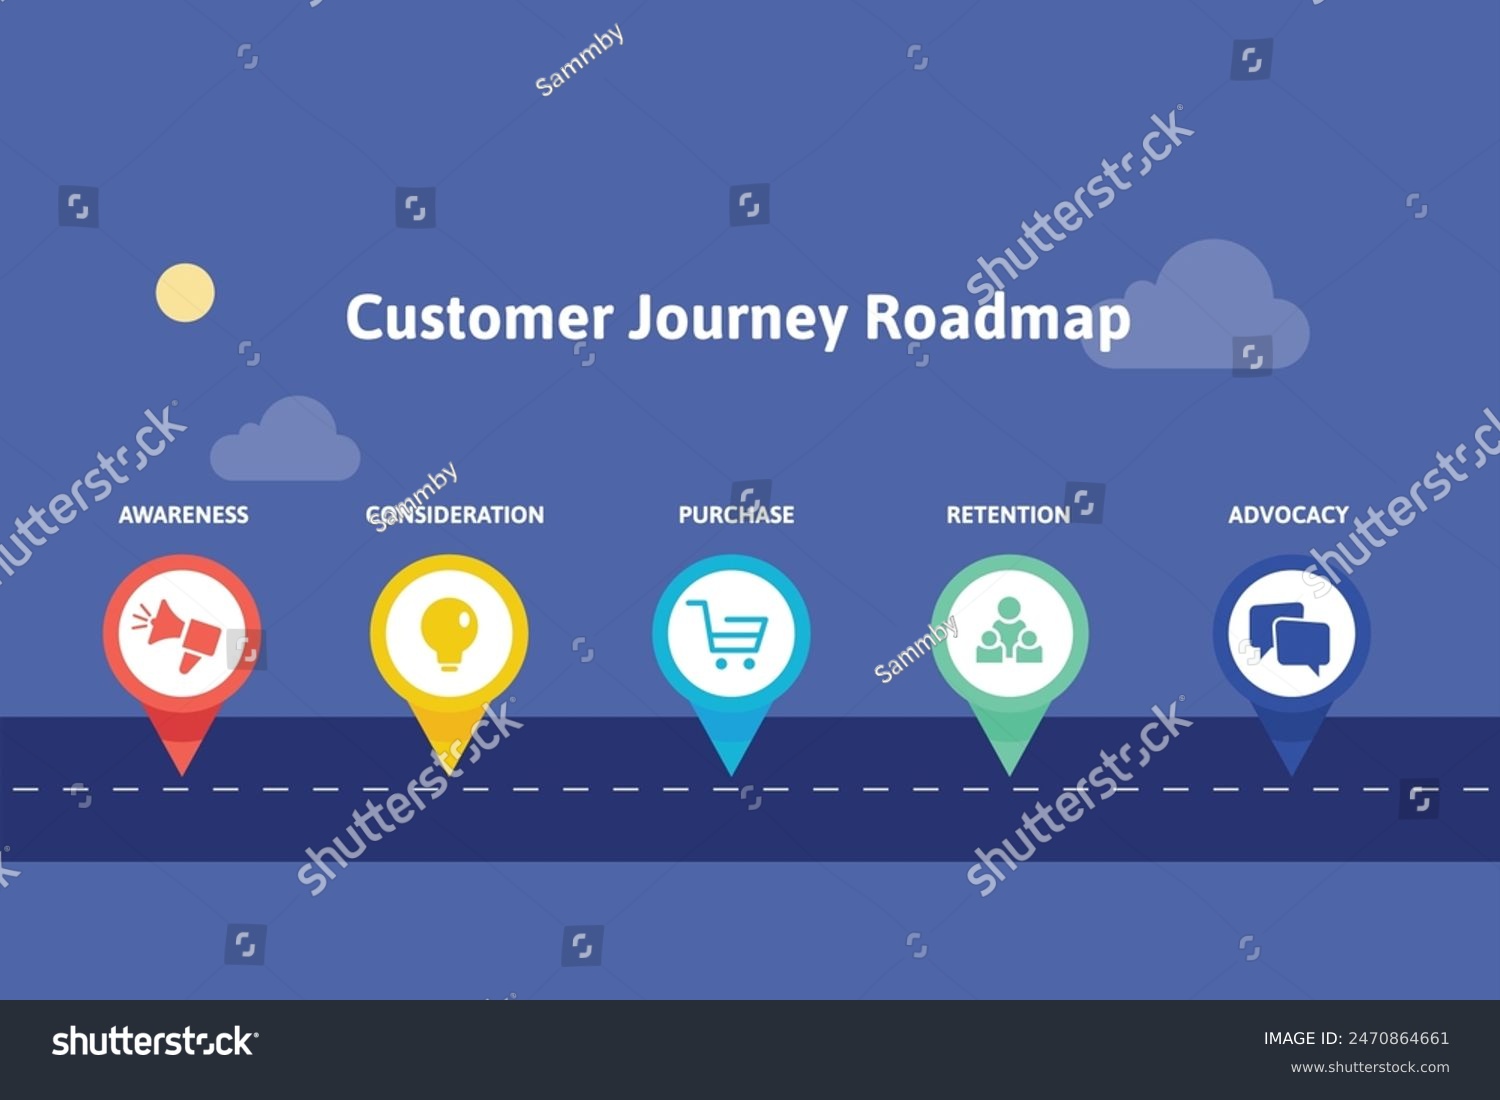 Sammby
shutterstock
Customer Journey Roadmap
shutterstock
shutterstock
Sammby
AWARENESS CONSIDERATION PURCHASE RETENTION ADVOCACY
Sammby
shutterstock
shutterstock
shutterstock
IMAGE ID: 2470864661
www.shutterstock.com